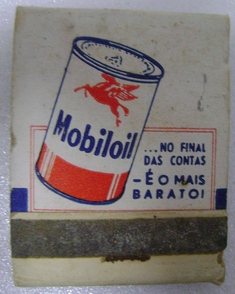 Mobiloil
...NO FINAL
DAS CONTAS
-É O MAIS
BARATO!